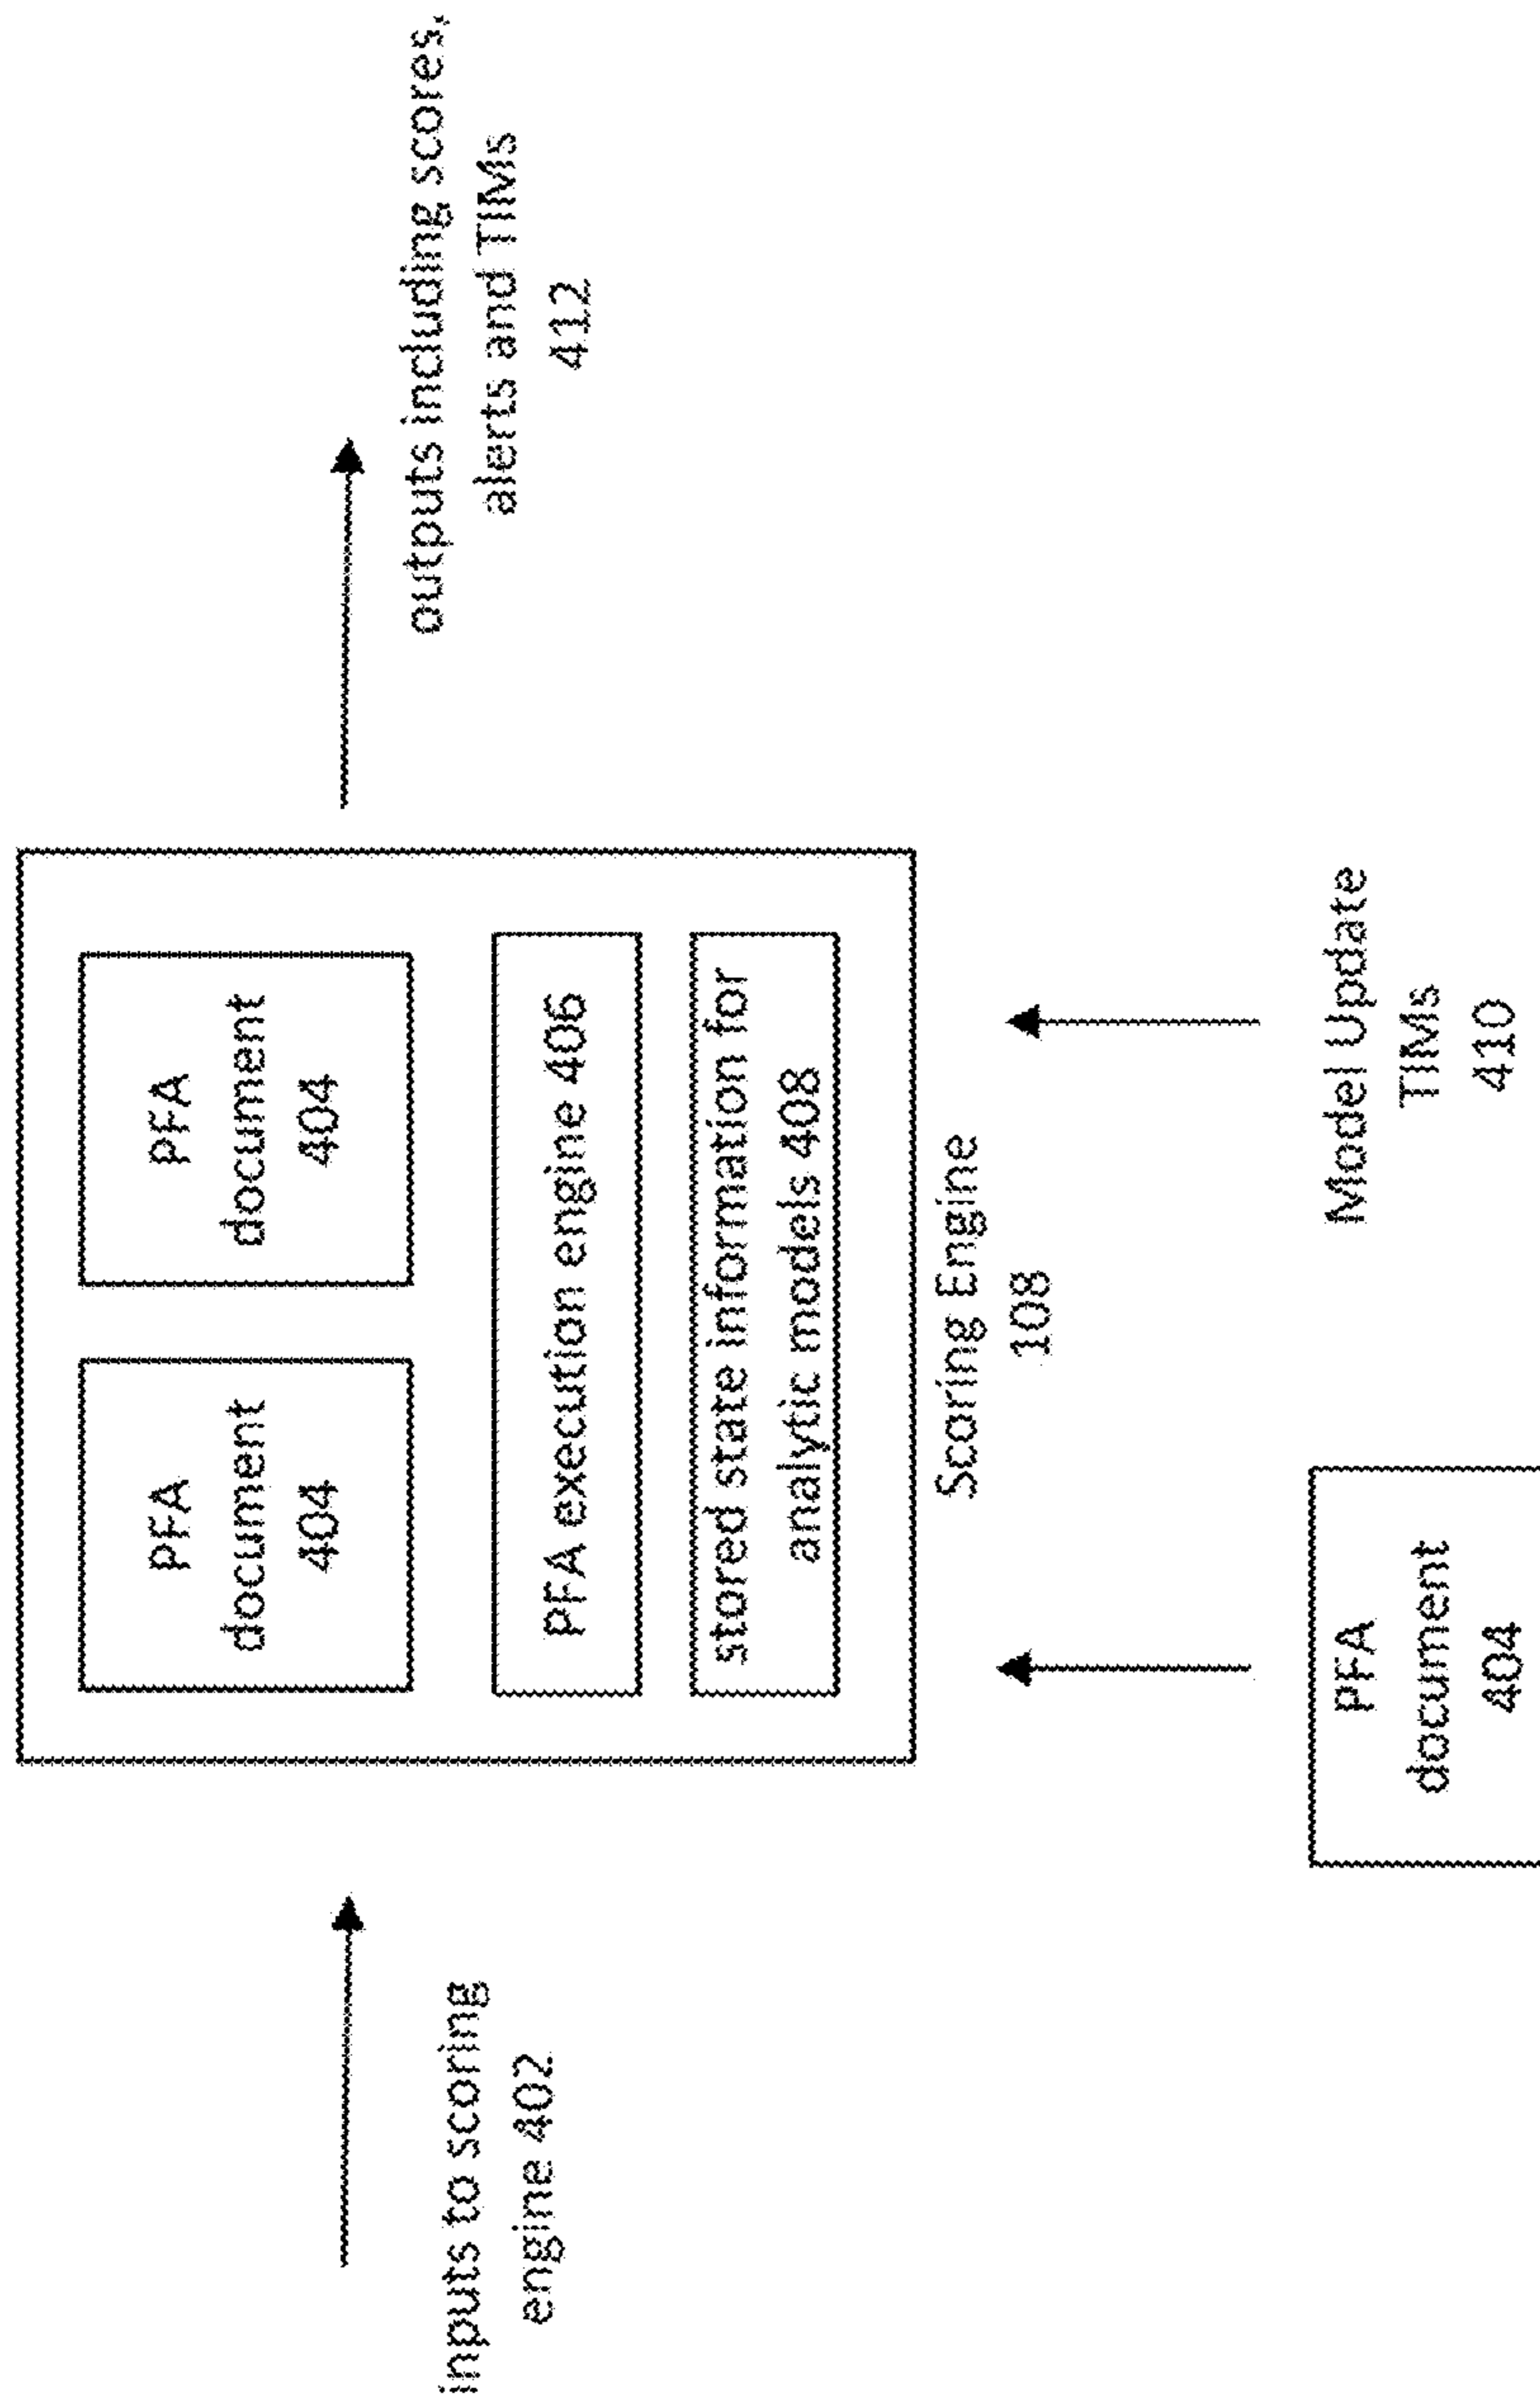 PFA
document
404
PFA
document
404
PFA execution engine 406
stored state information for
analytic models 408
Scoring Engine
108
inputs to scoring
engine 402
outputs including scores,
alerts and TIMs
412
PFA
document
404
Model Update
TIMs
410